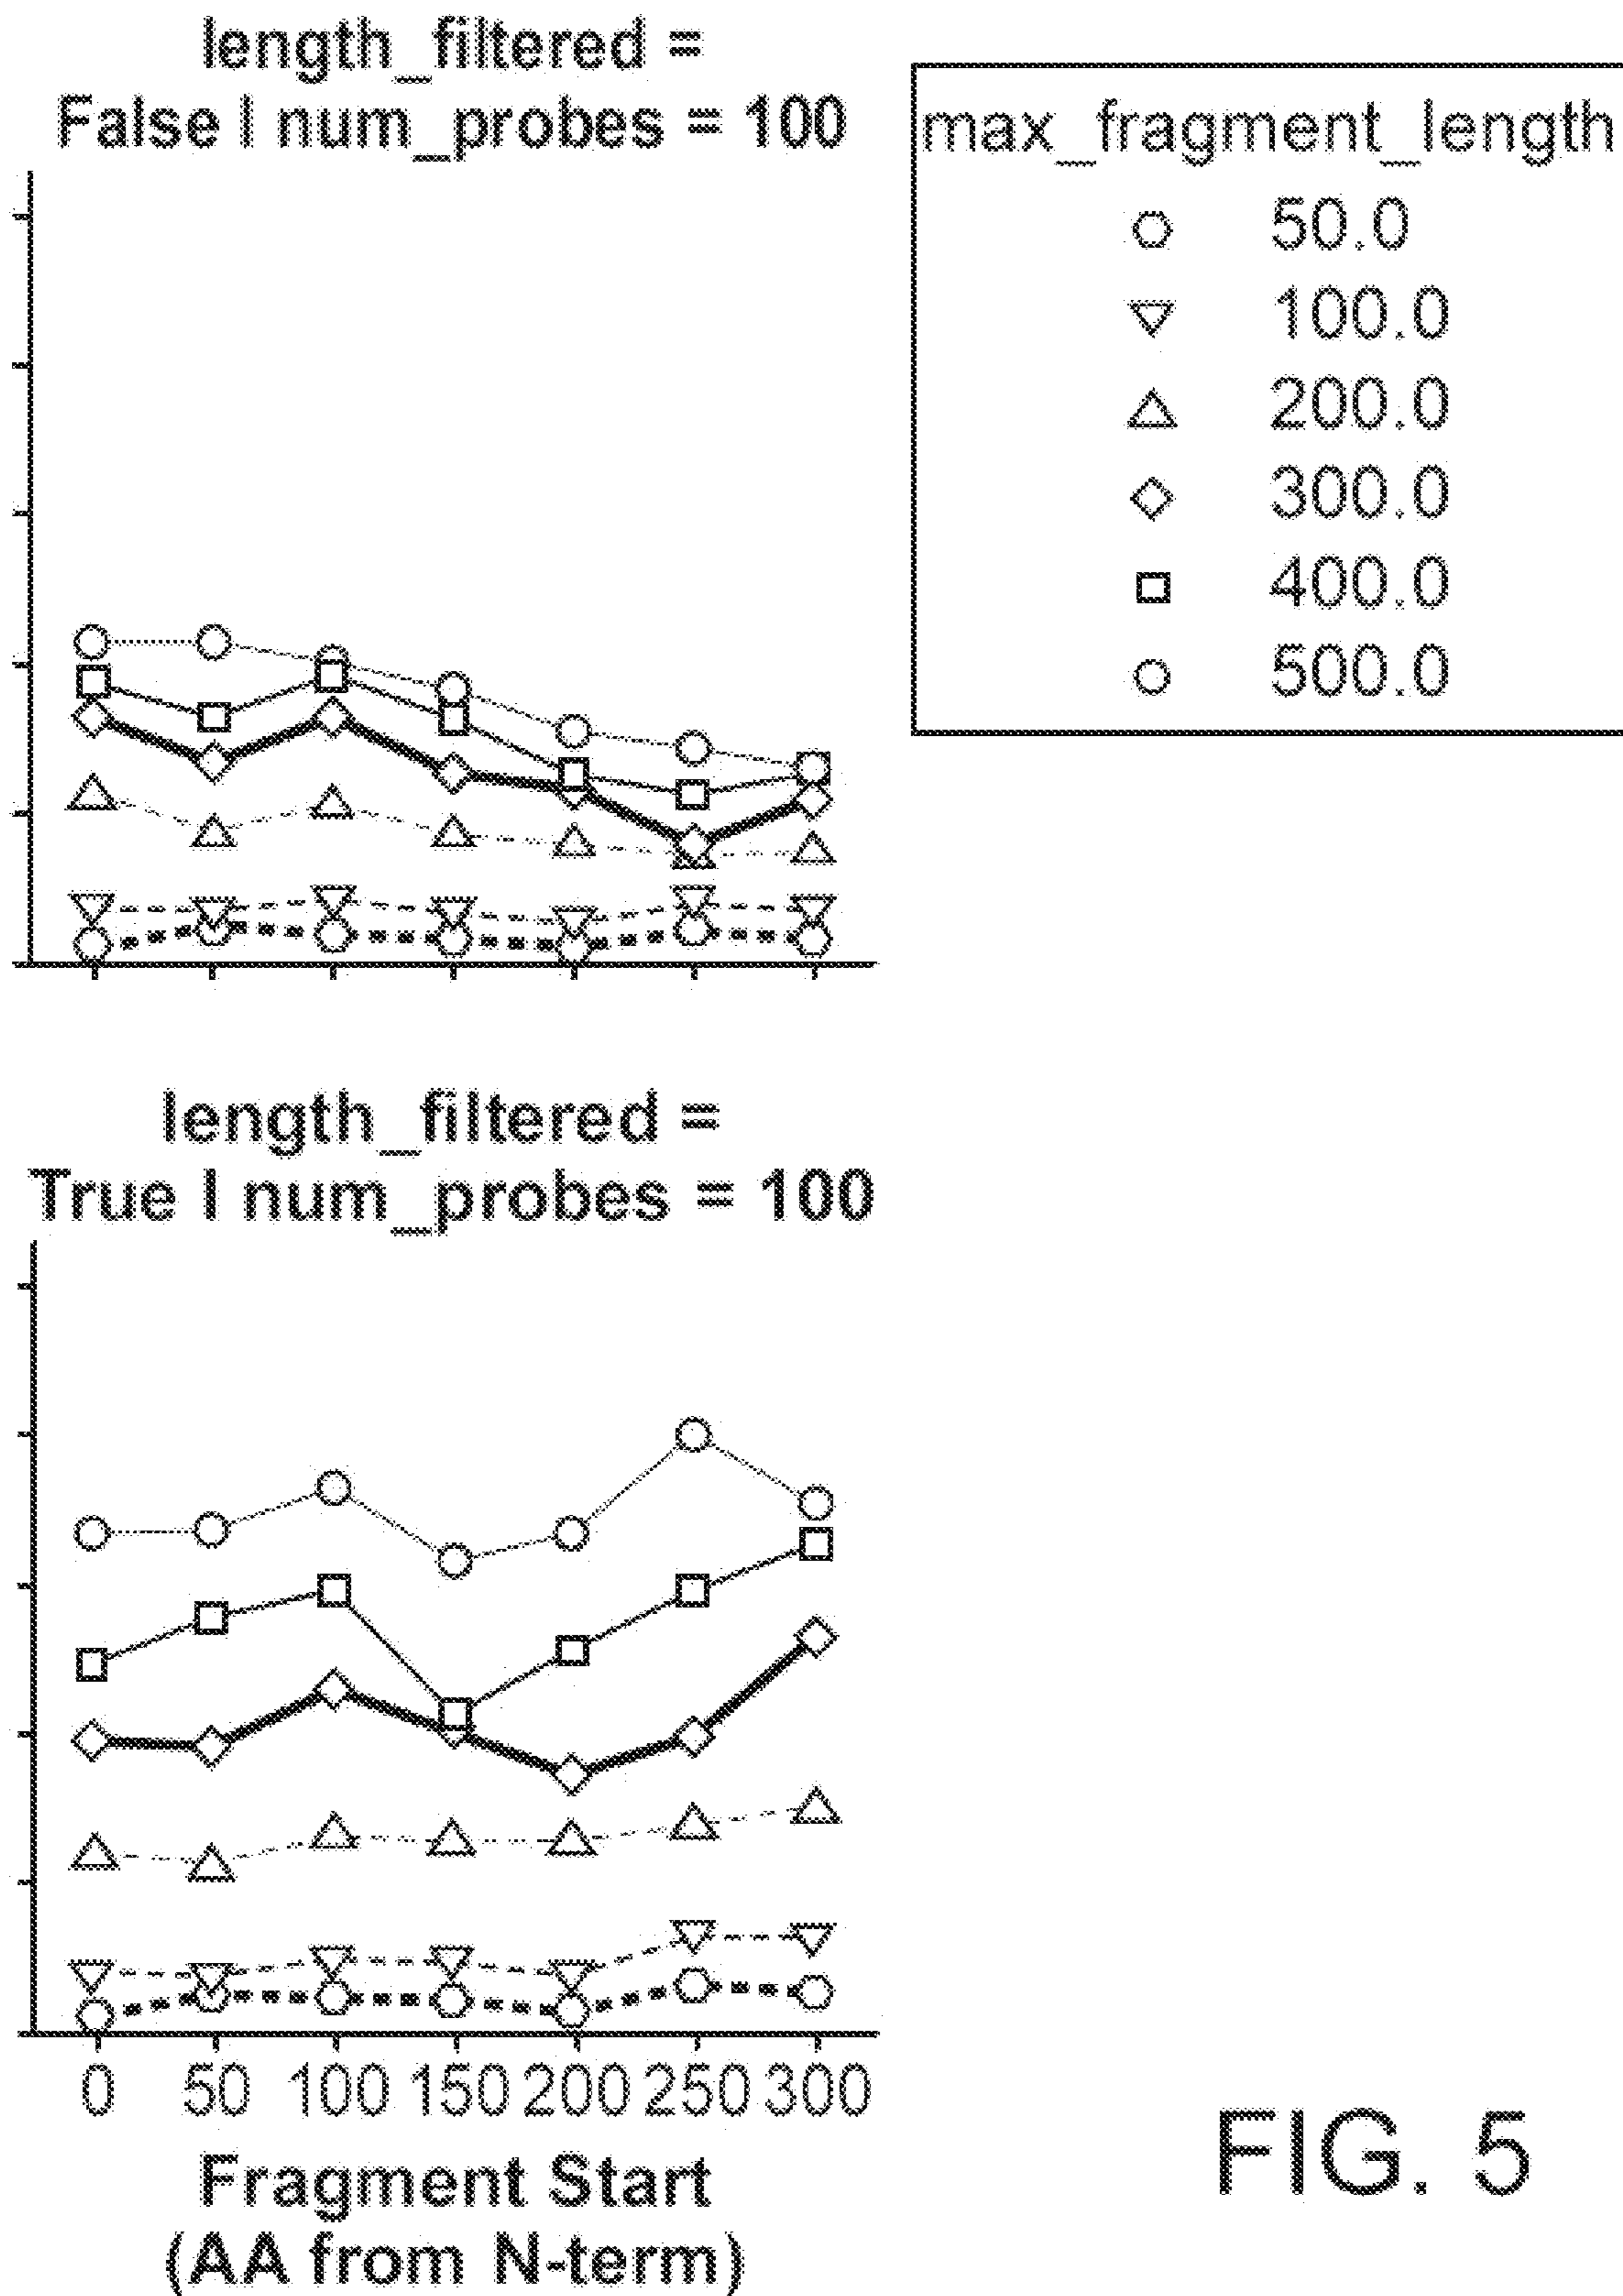 length_filtered =
False | num_probes = 100
max_fragment_length
50.0
100.0
200.0
300.0
400.0
500.0
length_filtered =
True | num_probes = 100
0 50 100 150 200 250 300
Fragment Start
(AA from N-term)
FIG. 5